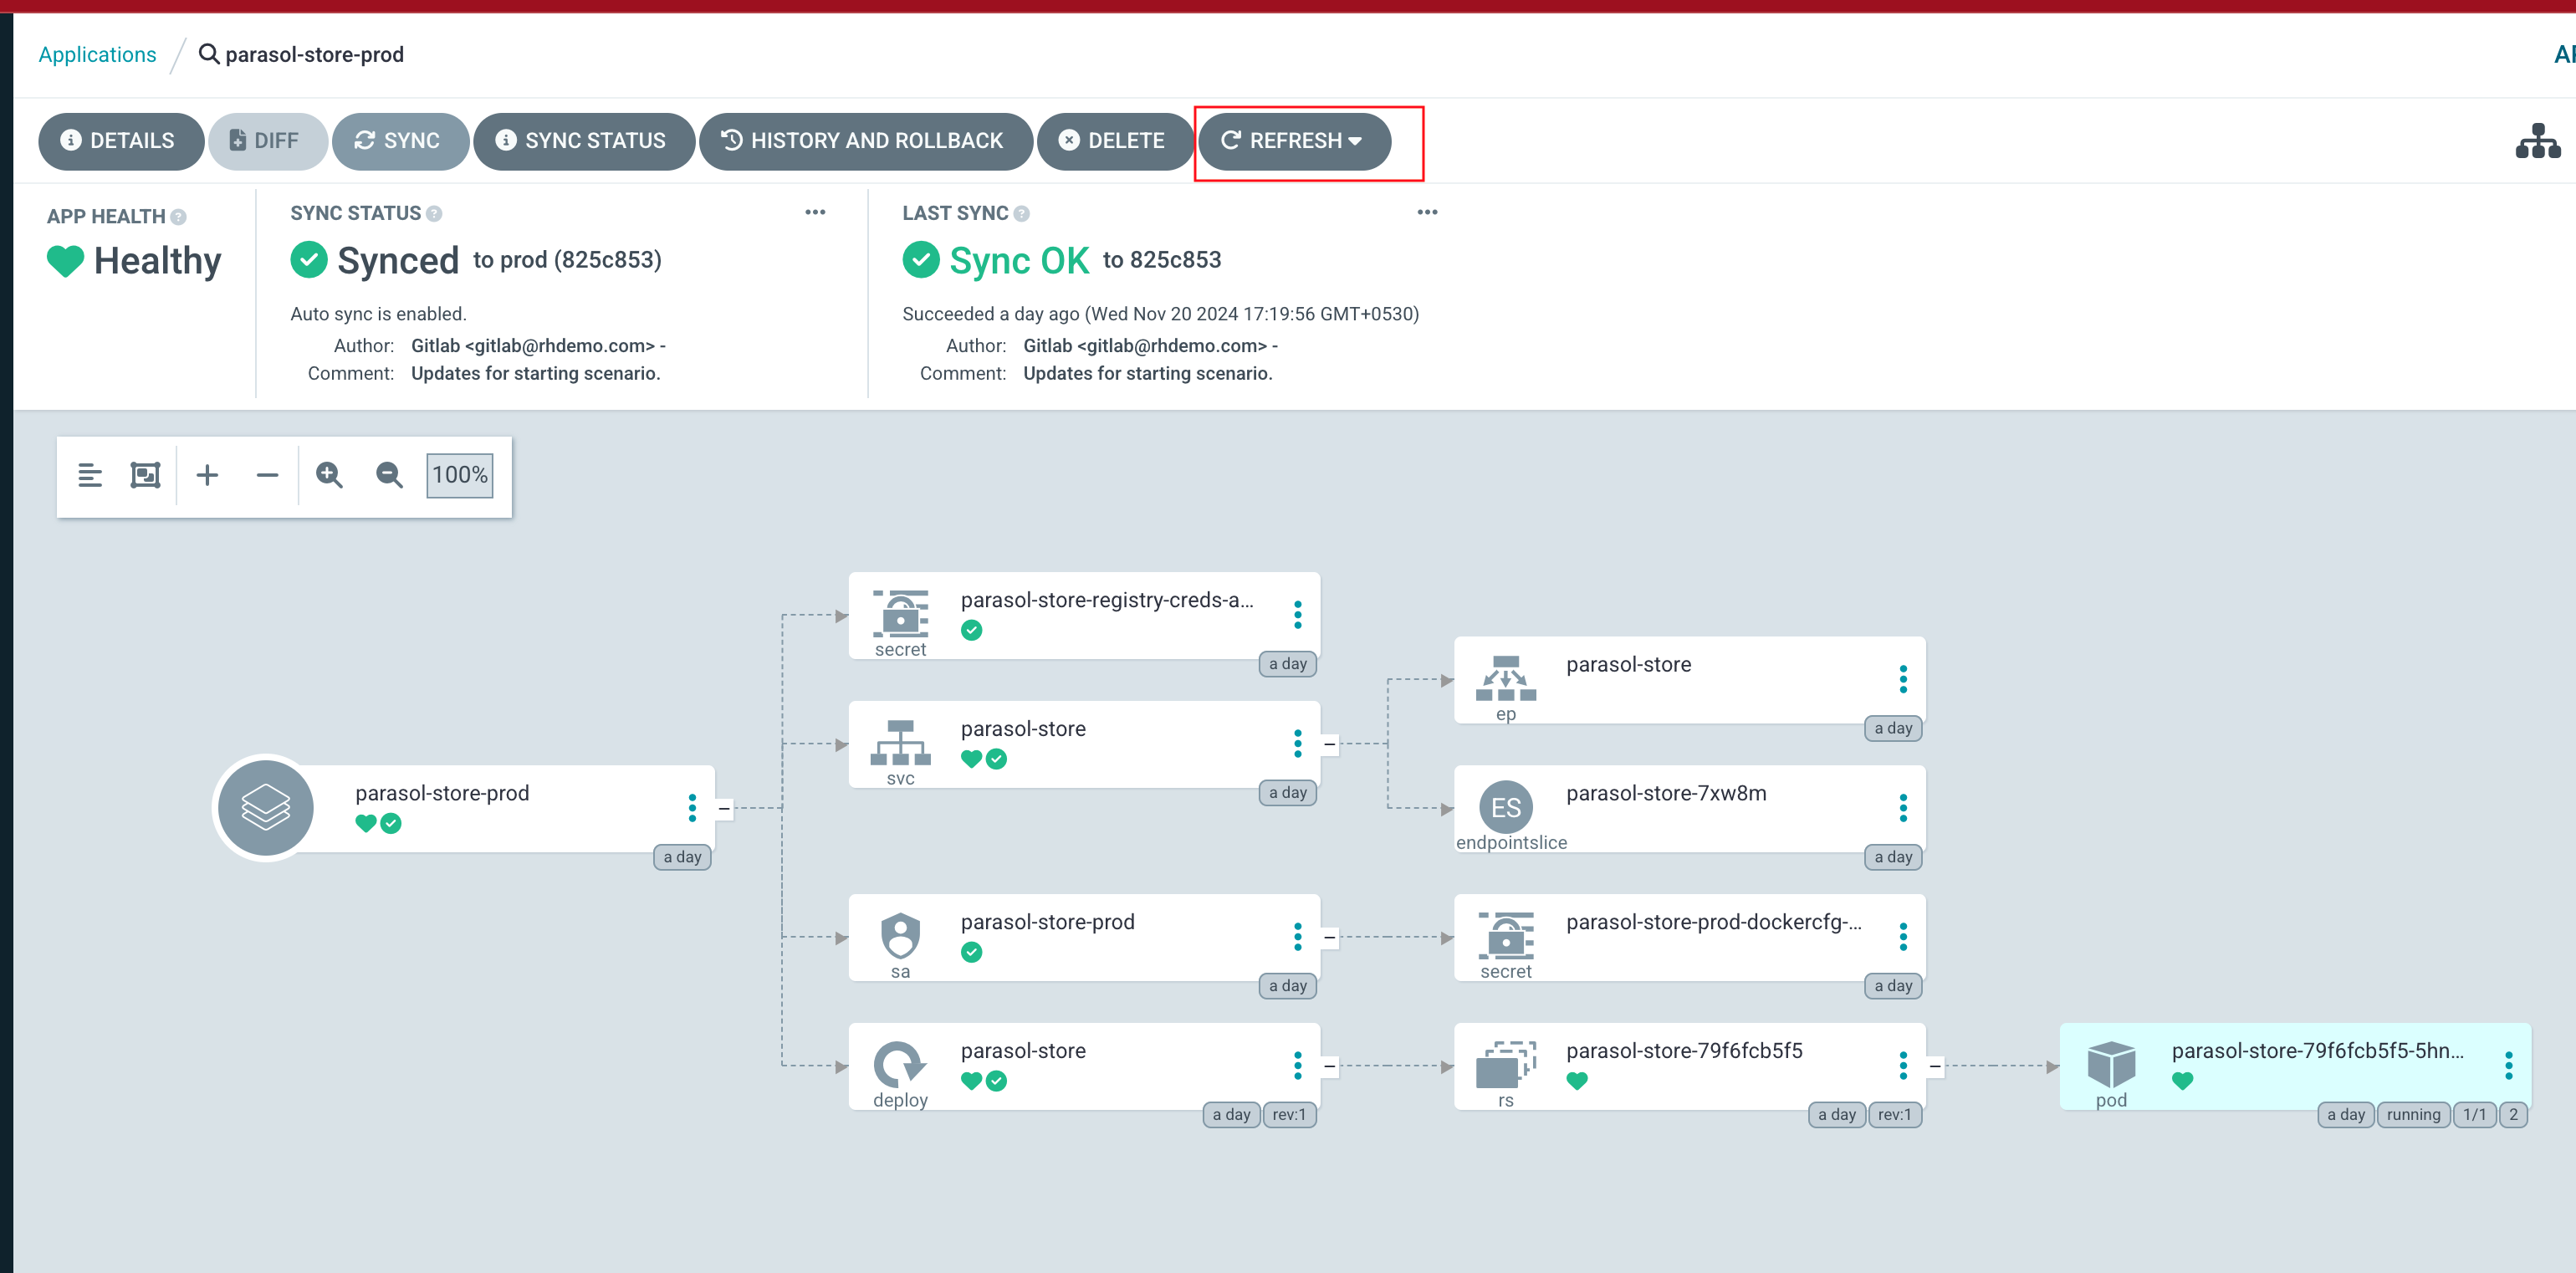 Applications / parasol-store-prod
AP
DETAILS DIFF SYNC SYNC STATUS HISTORY AND ROLLBACK DELETE REFRESH
APP HEALTH ?
Healthy
SYNC STATUS ? ...
Synced to prod (825c853)
Auto sync is enabled.
Author: Gitlab <gitlab@rhdemo.com> -
Comment: Updates for starting scenario.
LAST SYNC ? ...
Sync OK to 825c853
Succeeded a day ago (Wed Nov 20 2024 17:19:56 GMT+0530)
Author: Gitlab <gitlab@rhdemo.com> -
Comment: Updates for starting scenario.
100%
parasol-store-prod
a day
parasol-store-registry-creds-a...
secret
a day
parasol-store
svc
a day
parasol-store-prod
sa
a day
parasol-store
deploy
a day rev:1
parasol-store
ep
a day
ES
parasol-store-7xw8m
endpointslice
a day
parasol-store-prod-dockercfg-...
secret
a day
parasol-store-79f6fcb5f5
rs
a day rev:1
parasol-store-79f6fcb5f5-5hn...
pod
a day running 1/1 2